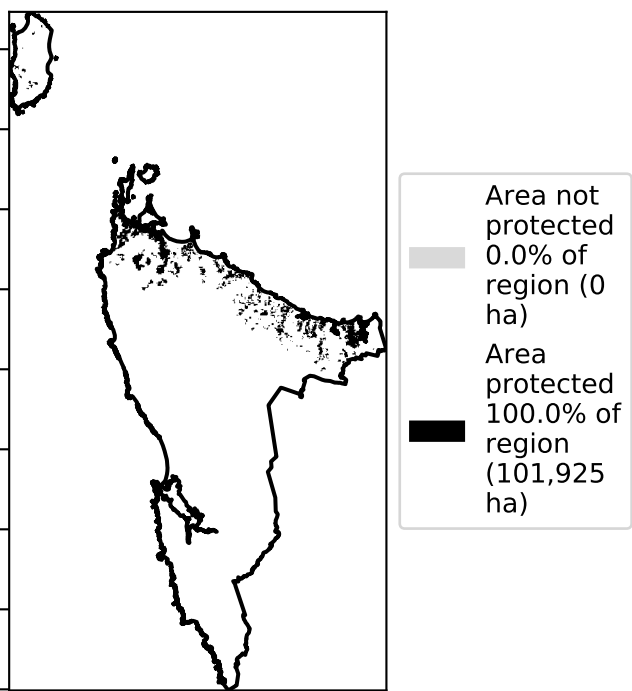 Area not
protected
0.0% of
region (0
ha)
Area
protected
100.0% of
region
(101,925
ha)